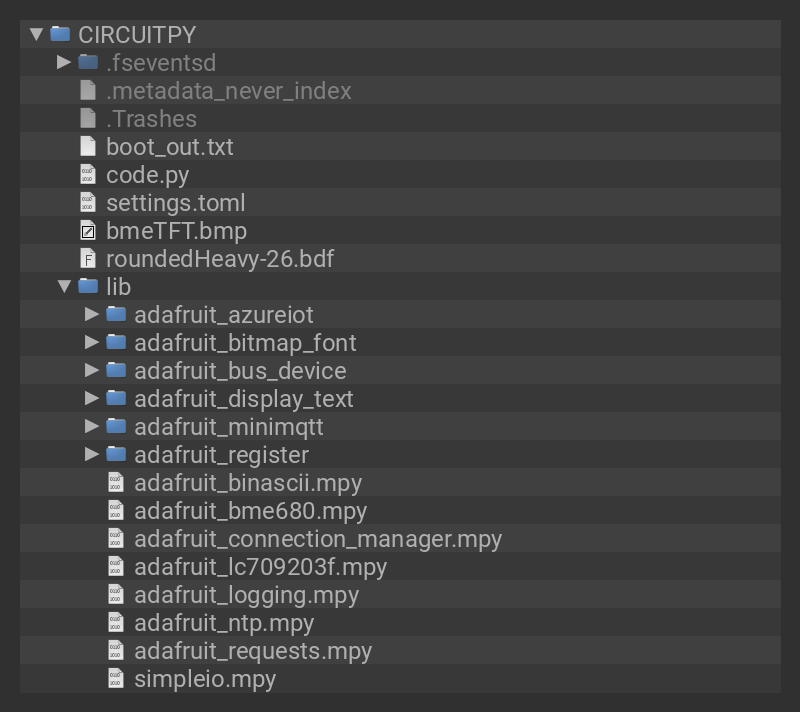 CIRCUITPY
.fseventsd
.metadata_never_index
.Trashes
boot_out.txt
code.py
settings.toml
bmeTFT.bmp
roundedHeavy-26.bdf
lib
adafruit_azureiot
adafruit_bitmap_font
adafruit_bus_device
adafruit_display_text
adafruit_minimqtt
adafruit_register
adafruit_binascii.mpy
adafruit_bme680.mpy
adafruit_connection_manager.mpy
adafruit_lc709203f.mpy
adafruit_logging.mpy
adafruit_ntp.mpy
adafruit_requests.mpy
simpleio.mpy